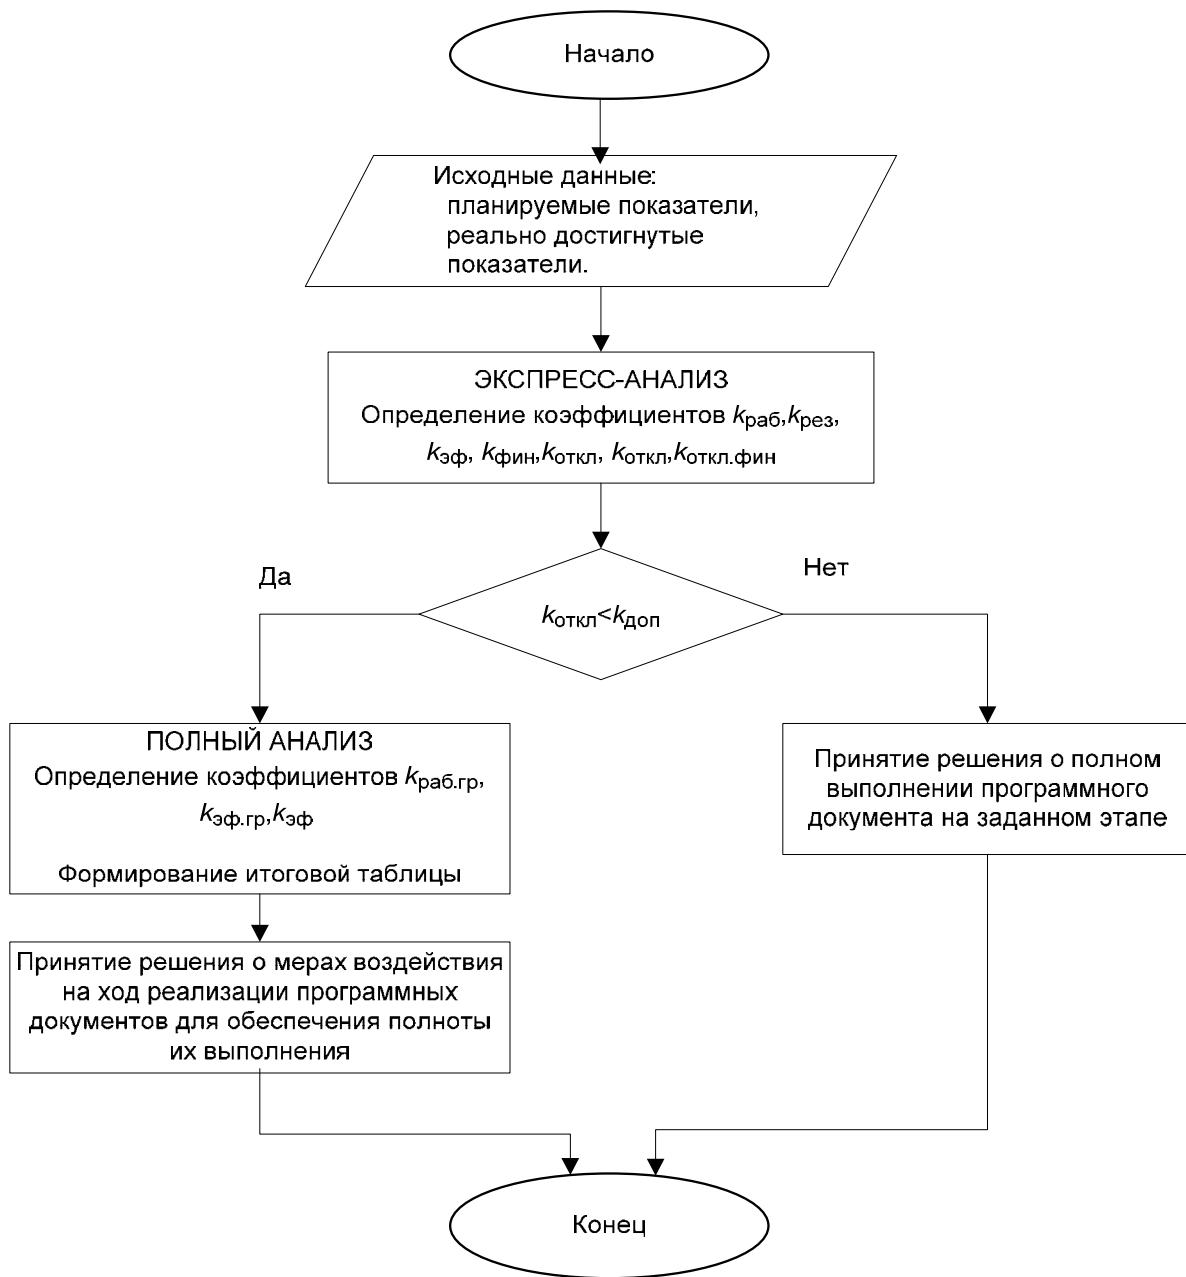 Начало
Исходные данные:
планируемые показатели,
реально достигнутые
показатели.
ЭКСПРЕСС-АНАЛИЗ
Определение коэффициентов kраб,kрез,
kэф, kфин,kоткл, kоткл,kоткл.фин
Да
Нет
kоткл<kдоп
ПОЛНЫЙ АНАЛИЗ
Определение коэффициентов kраб.гр,
kэф.гр,kэф
Формирование итоговой таблицы
Принятие решения о полном
выполнении программного
документа на заданном этапе
Принятие решения о мерах воздействия
на ход реализации программных
документов для обеспечения полноты
их выполнения
Конец